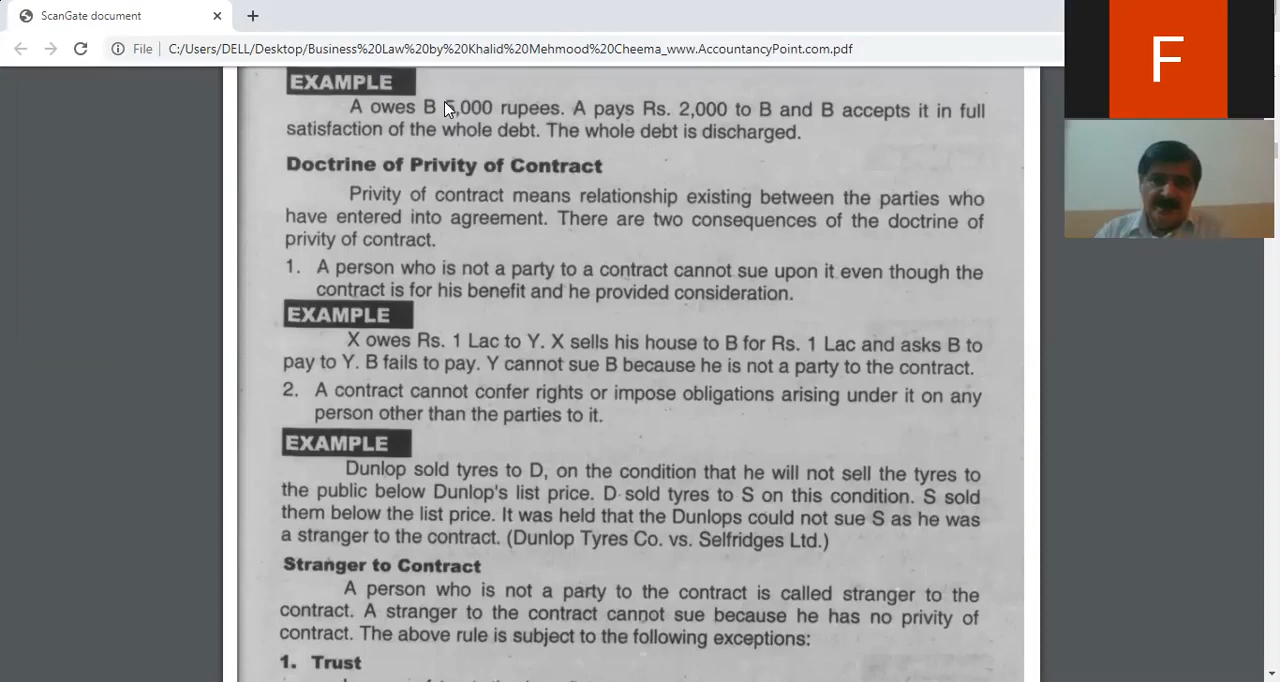 ScanGate document
File
C:/Users/DELL/Desktop/Business%20Law%20by%20Khalid%20Mehmood%20Cheema_www.AccountancyPoint.com.pdf
F
EXAMPLE
A owes B 5,000 rupees. A pays Rs. 2,000 to B and B accepts it in full
satisfaction of the whole debt. The whole debt is discharged.
Doctrine of Privity of Contract
Privity of contract means relationship existing between the parties who
have entered into agreement. There are two consequences of the doctrine of
privity of contract.
1. A person who is not a party to a contract cannot sue upon it even though the
contract is for his benefit and he provided consideration.
EXAMPLE
X owes Rs. 1 Lac to Y. X sells his house to B for Rs. 1 Lac and asks B to
pay to Y. B fails to pay. Y cannot sue B because he is not a party to the contract.
2. A contract cannot confer rights or impose obligations arising under it on any
person other than the parties to it.
EXAMPLE
Dunlop sold tyres to D, on the condition that he will not sell the tyres to
the public below Dunlop's list price. D sold tyres to S on this condition. S sold
them below the list price. It was held that the Dunlops could not sue S as he was
a stranger to the contract. (Dunlop Tyres Co. vs. Selfridges Ltd.)
Stranger to Contract
A person who is not a party to the contract is called stranger to the
contract. A stranger to the contract cannot sue because he has no privity of
contract. The above rule is subject to the following exceptions:
1. Trust